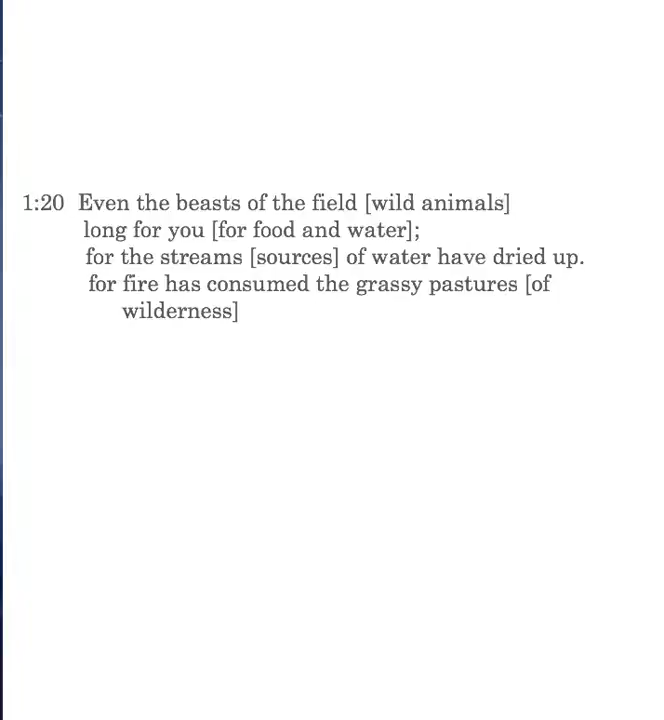 1:20 Even the beasts of the field [wild animals]
long for you [for food and water];
for the streams [sources] of water have dried up.
for fire has consumed the grassy pastures [of
wilderness]